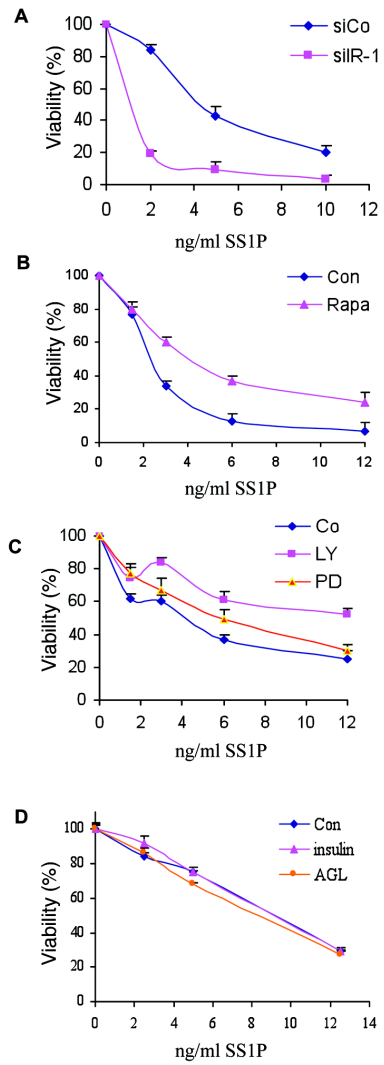 A
siCo
siIR-1
Viability (%)
100
80
60
40
20
0
0 2 4 6 8 10 12
ng/ml SS1P
B
Con
Rapa
Viability (%)
100
80
60
40
20
0
0 2 4 6 8 10 12
ng/ml SS1P
C
Co
LY
PD
Viability (%)
100
80
60
40
20
0
0 2 4 6 8 10 12
ng/ml SS1P
D
Con
insulin
AGL
Viability (%)
100
80
60
40
20
0
0 2 4 6 8 10 12 14
ng/ml SS1P